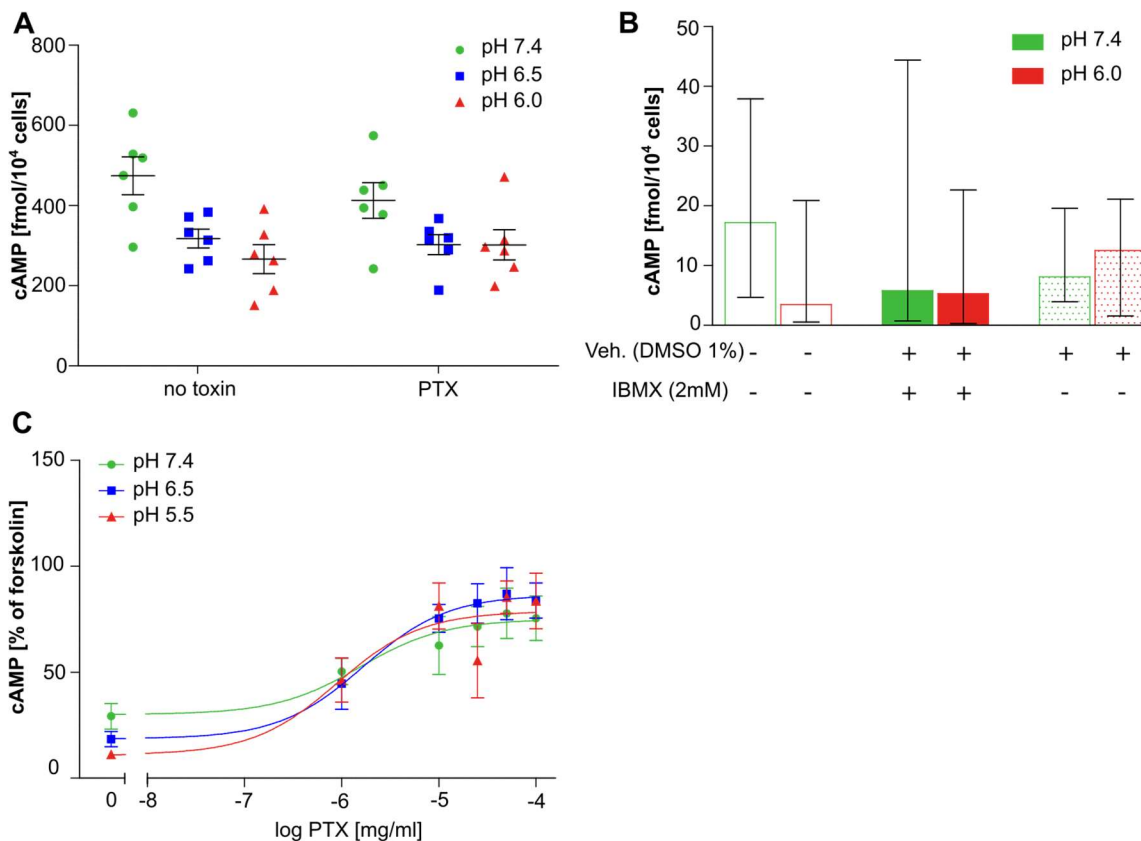 A
cAMP [fmol/10⁴ cells]
800
600
400
200
0
pH 7.4
pH 6.5
pH 6.0
no toxin
PTX
B
cAMP [fmol/10⁴ cells]
50
40
30
20
10
0
pH 7.4
pH 6.0
Veh. (DMSO 1%) - - + + + +
IBMX (2mM) - - + + - -
C
cAMP [% of forskolin]
150
100
50
0
pH 7.4
pH 6.5
pH 5.5
0 -8 -7 -6 -5 -4
log PTX [mg/ml]